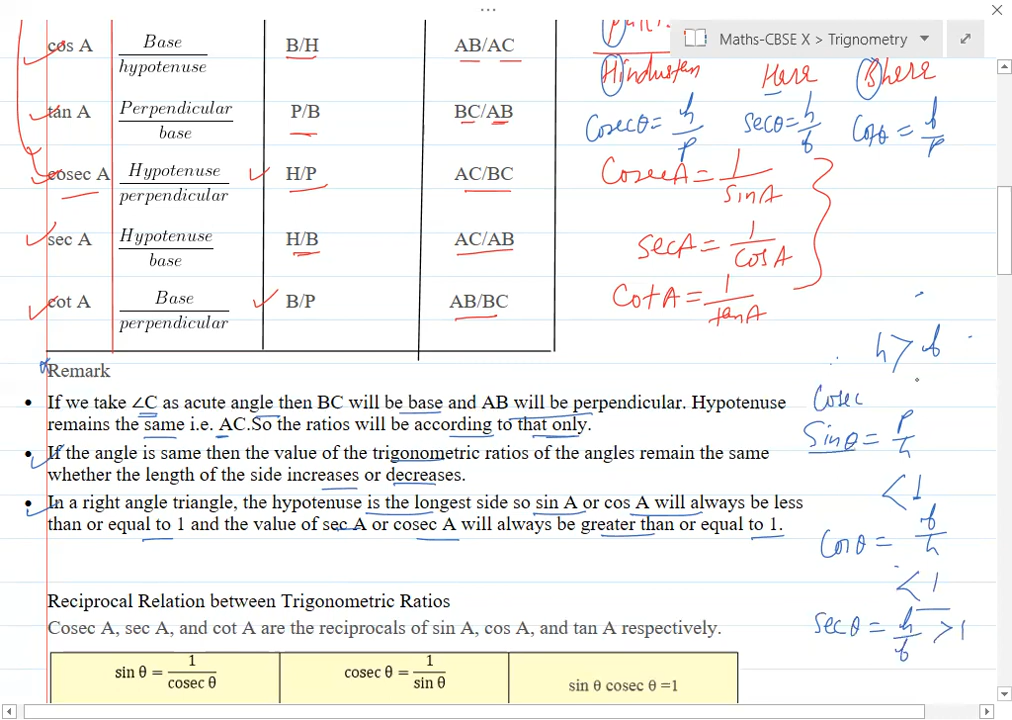 Maths-CBSE X > Trignometry
cos A Base/hypotenuse B/H AB/AC
Hindustan Here Bhere
tan A Perpendicular/base P/B BC/AB
Cosecθ = h/p secθ = h/b Cotθ = b/p
cosec A Hypotenuse/perpendicular H/P AC/BC
CosecA = 1/sinA
sec A Hypotenuse/base H/B AC/AB
secA = 1/cosA
cot A Base/perpendicular B/P AB/BC
CotA = 1/tanA
h > b
Remark
• If we take ∠C as acute angle then BC will be base and AB will be perpendicular. Hypotenuse
remains the same i.e. AC.So the ratios will be according to that only.
Cosec
Sinθ = p/h
• If the angle is same then the value of the trigonometric ratios of the angles remain the same
whether the length of the side increases or decreases.
< 1
• In a right angle triangle, the hypotenuse is the longest side so sin A or cos A will always be less
than or equal to 1 and the value of sec A or cosec A will always be greater than or equal to 1.
Cosθ = b/h
< 1
Reciprocal Relation between Trigonometric Ratios
Cosec A, sec A, and cot A are the reciprocals of sin A, cos A, and tan A respectively.
secθ = h/b > 1
sin θ = 1/cosec θ cosec θ = 1/sin θ sin θ cosec θ =1